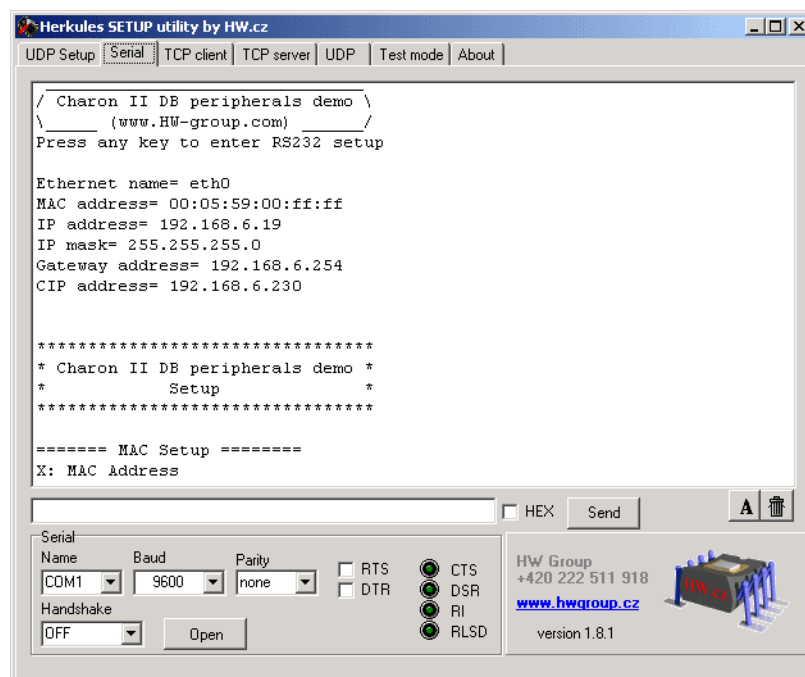 Herkules SETUP utility by HW.cz
UDP Setup Serial TCP client TCP server UDP Test mode About
/ Charon II DB peripherals demo \
\_____ (www.HW-group.com) ______/
Press any key to enter RS232 setup
Ethernet name= eth0
MAC address= 00:05:59:00:ff:ff
IP address= 192.168.6.19
IP mask= 255.255.255.0
Gateway address= 192.168.6.254
CIP address= 192.168.6.230
*********************************
* Charon II DB peripherals demo *
* Setup *
*********************************
======= MAC Setup ========
X: MAC Address
HEX Send A
Serial
Name Baud Parity
COM1 9600 none
Handshake
OFF Open
RTS
DTR
CTS
DSR
RI
RLSD
HW Group
+420 222 511 918
www.hwgroup.cz
version 1.8.1
HW.cz